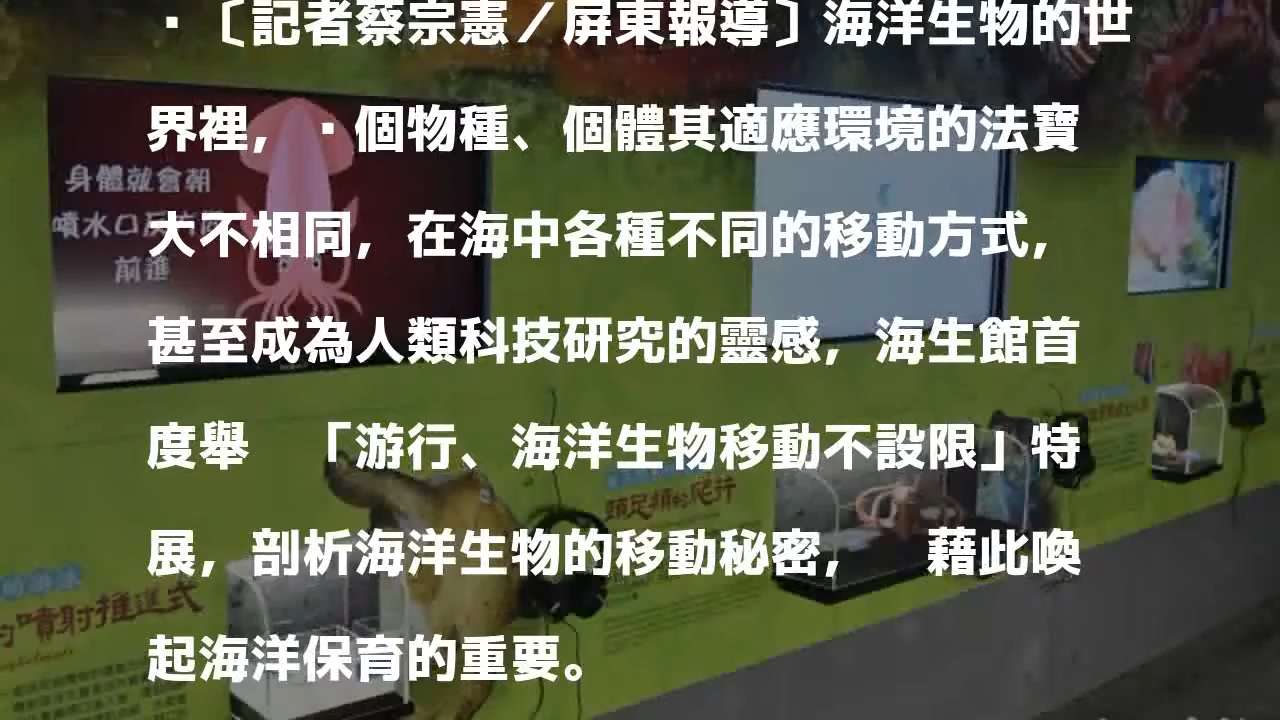 ▪〔記者蔡宗憲／屏東報導〕海洋生物的世
界裡，▪個物種、個體其適應環境的法寶
大不相同，在海中各種不同的移動方式，
甚至成為人類科技研究的靈感，海生館首
度舉　「游行、海洋生物移動不設限」特
展，剖析海洋生物的移動秘密，　藉此喚
起海洋保育的重要。
身體就會朝
噴水口
前進
頭足類的爬行
噴射推進式